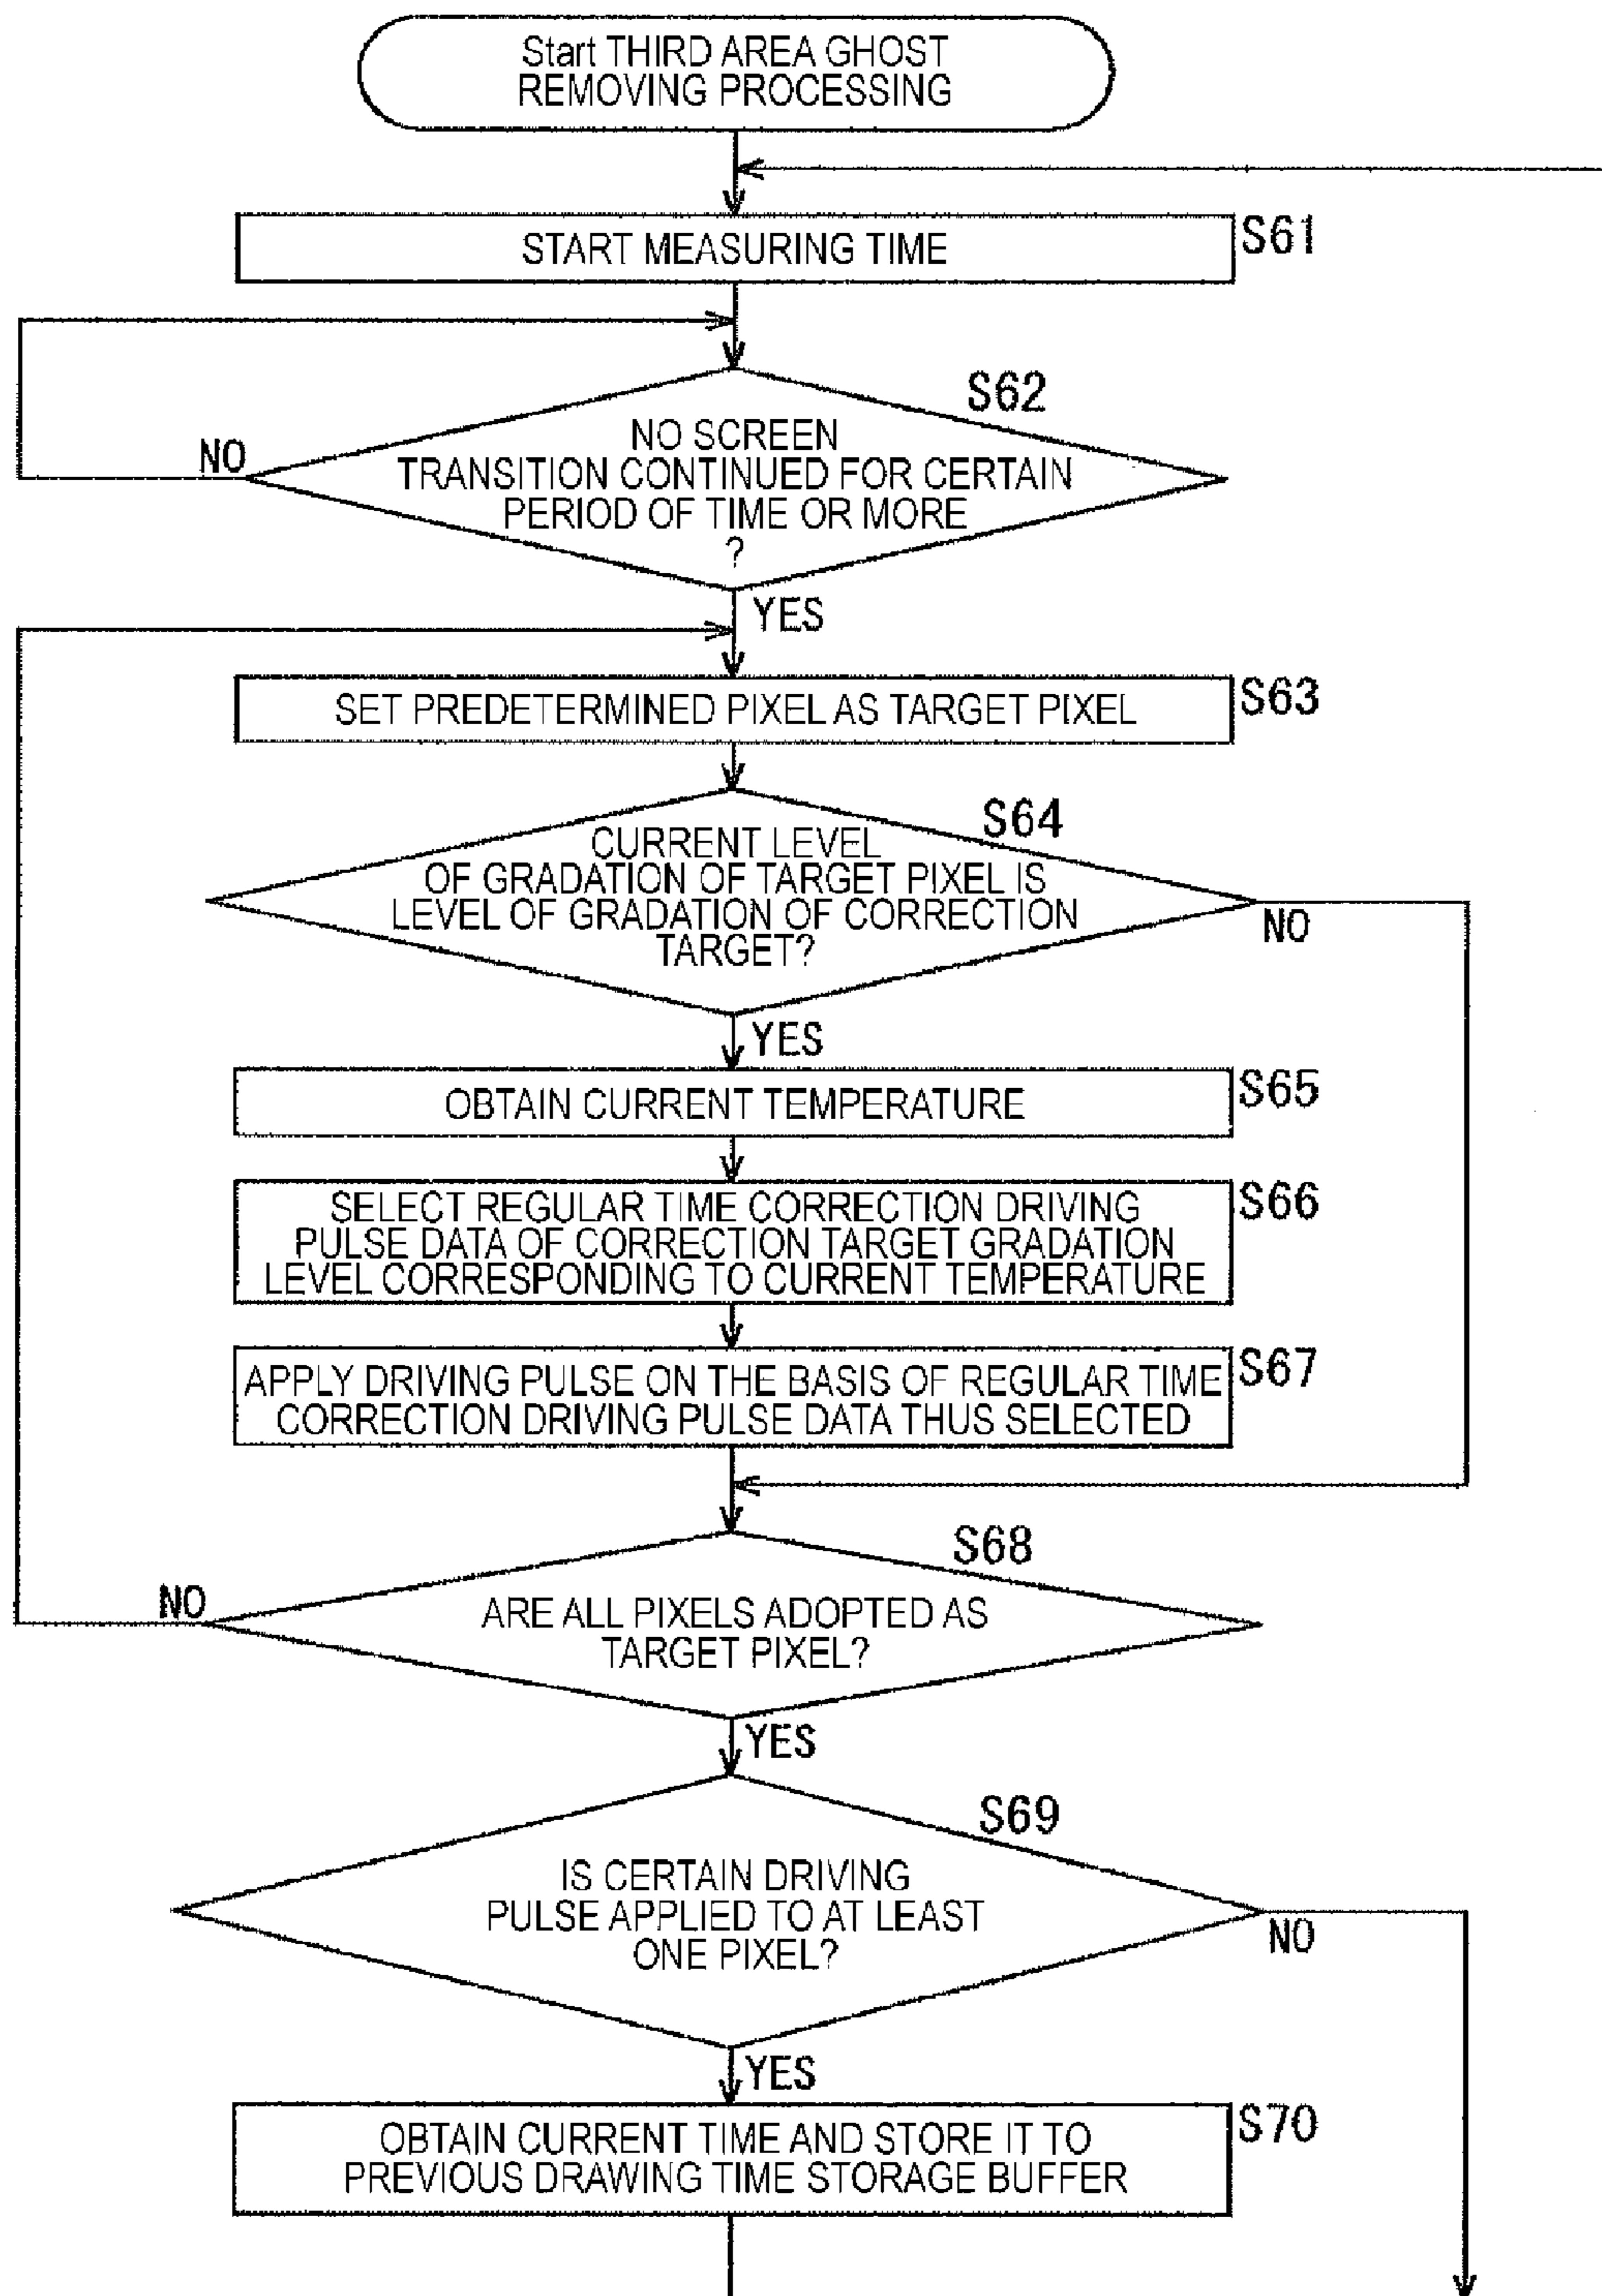 Start THIRD AREA GHOST
REMOVING PROCESSING
START MEASURING TIME
S61
S62
NO SCREEN
TRANSITION CONTINUED FOR CERTAIN
PERIOD OF TIME OR MORE
?
NO
YES
SET PREDETERMINED PIXEL AS TARGET PIXEL
S63
S64
CURRENT LEVEL
OF GRADATION OF TARGET PIXEL IS
LEVEL OF GRADATION OF CORRECTION
TARGET?
NO
YES
OBTAIN CURRENT TEMPERATURE
S65
SELECT REGULAR TIME CORRECTION DRIVING
PULSE DATA OF CORRECTION TARGET GRADATION
LEVEL CORRESPONDING TO CURRENT TEMPERATURE
S66
APPLY DRIVING PULSE ON THE BASIS OF REGULAR TIME
CORRECTION DRIVING PULSE DATA THUS SELECTED
S67
S68
NO
ARE ALL PIXELS ADOPTED AS
TARGET PIXEL?
YES
S69
IS CERTAIN DRIVING
PULSE APPLIED TO AT LEAST
ONE PIXEL?
NO
YES
OBTAIN CURRENT TIME AND STORE IT TO
PREVIOUS DRAWING TIME STORAGE BUFFER
S70